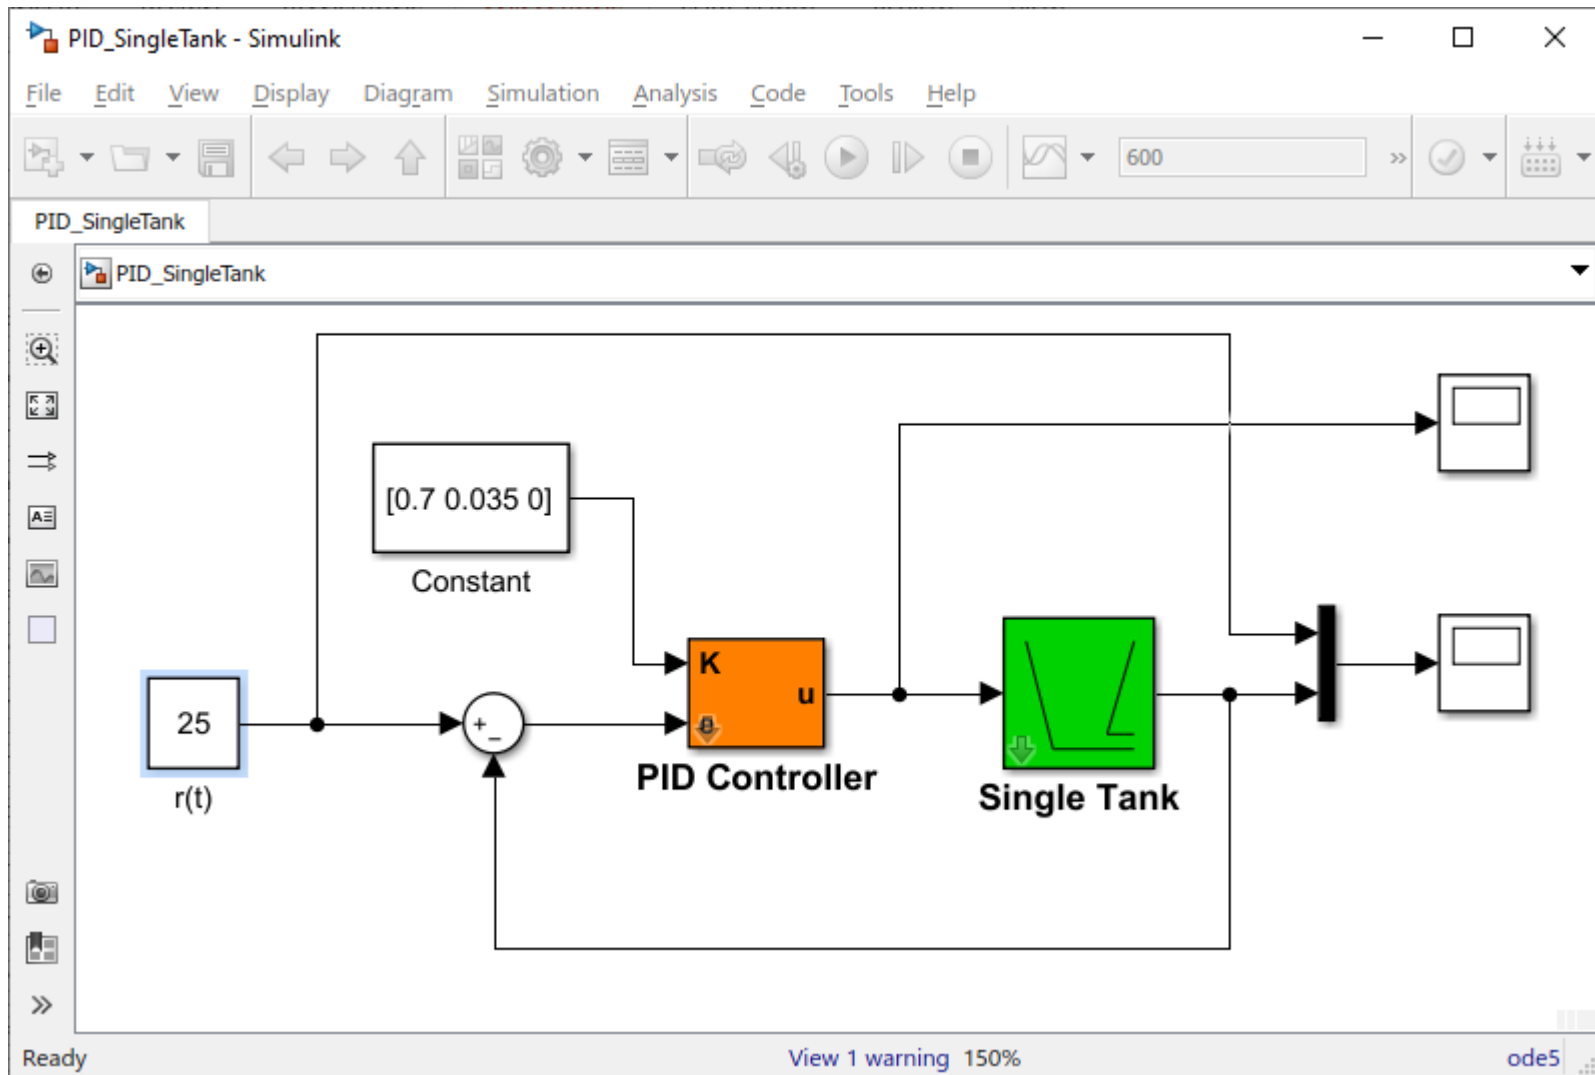 PID_SingleTank - Simulink
File Edit View Display Diagram Simulation Analysis Code Tools Help
600
PID_SingleTank
PID_SingleTank
[0.7 0.035 0]
Constant
K
u
e
25
+
_
r(t)
PID Controller
Single Tank
Ready
View 1 warning 150%
ode5